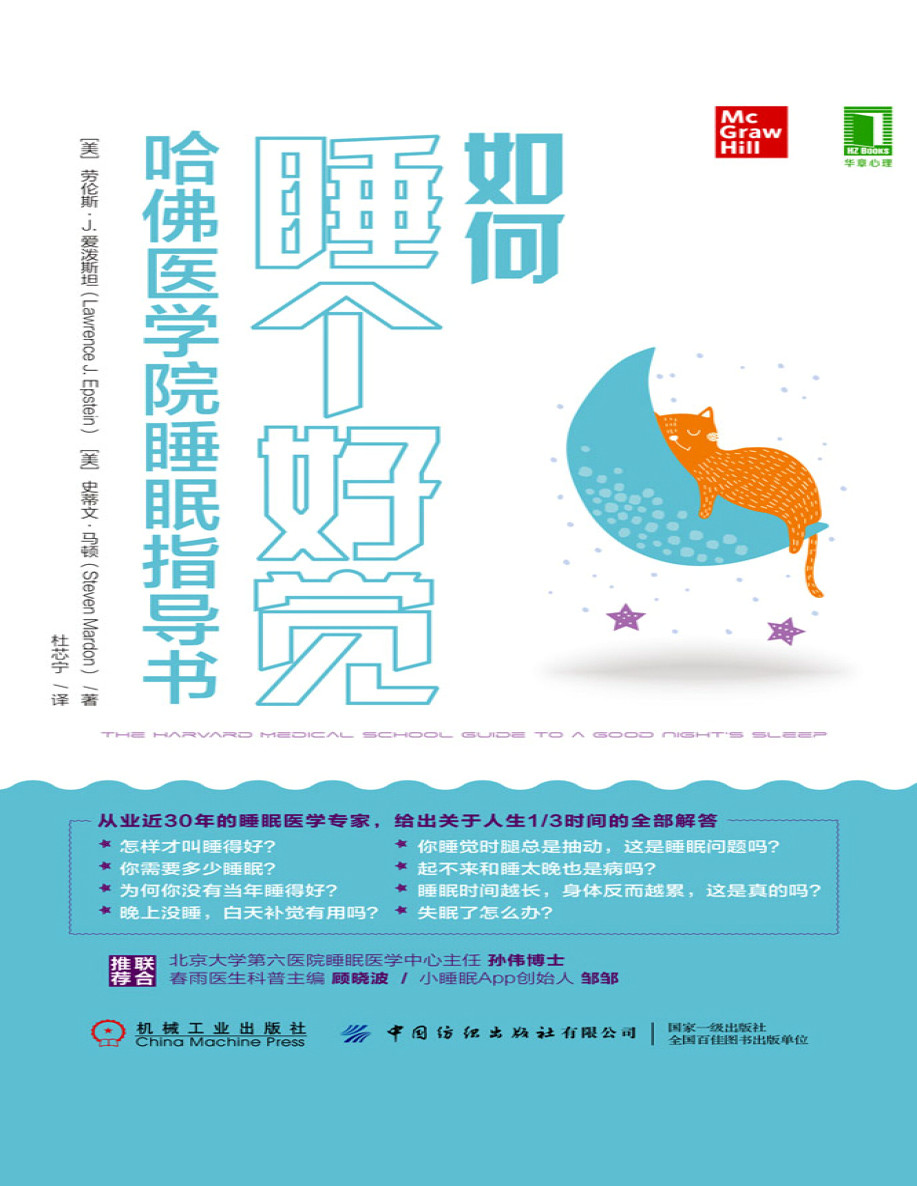 Mc
Graw
Hill
HZ Books
华章心理
如何
睡个好觉
哈佛医学院睡眠指导书
[美] 劳伦斯·J.爱泼斯坦(Lawrence J. Epstein) [美] 史蒂文·马顿(Steven Mardon) / 著
杜芯宁 / 译
THE HARVARD MEDICAL SCHOOL GUIDE TO A GOOD NIGHT'S SLEEP
从业近30年的睡眠医学专家，给出关于人生1/3时间的全部解答
★ 怎样才叫睡得好?
★ 你需要多少睡眠?
★ 为何你没有当年睡得好?
★ 晚上没睡，白天补觉有用吗?
★ 你睡觉时腿总是抽动，这是睡眠问题吗?
★ 起不来和睡太晚也是病吗?
★ 睡眠时间越长，身体反而越累，这是真的吗?
★ 失眠了怎么办?
联合推荐
北京大学第六医院睡眠医学中心主任 孙伟博士
春雨医生科普主编 顾晓波 / 小睡眠App创始人 邹邹
机械工业出版社
China Machine Press
中国纺织出版社有限公司
国家一级出版社
全国百佳图书出版单位